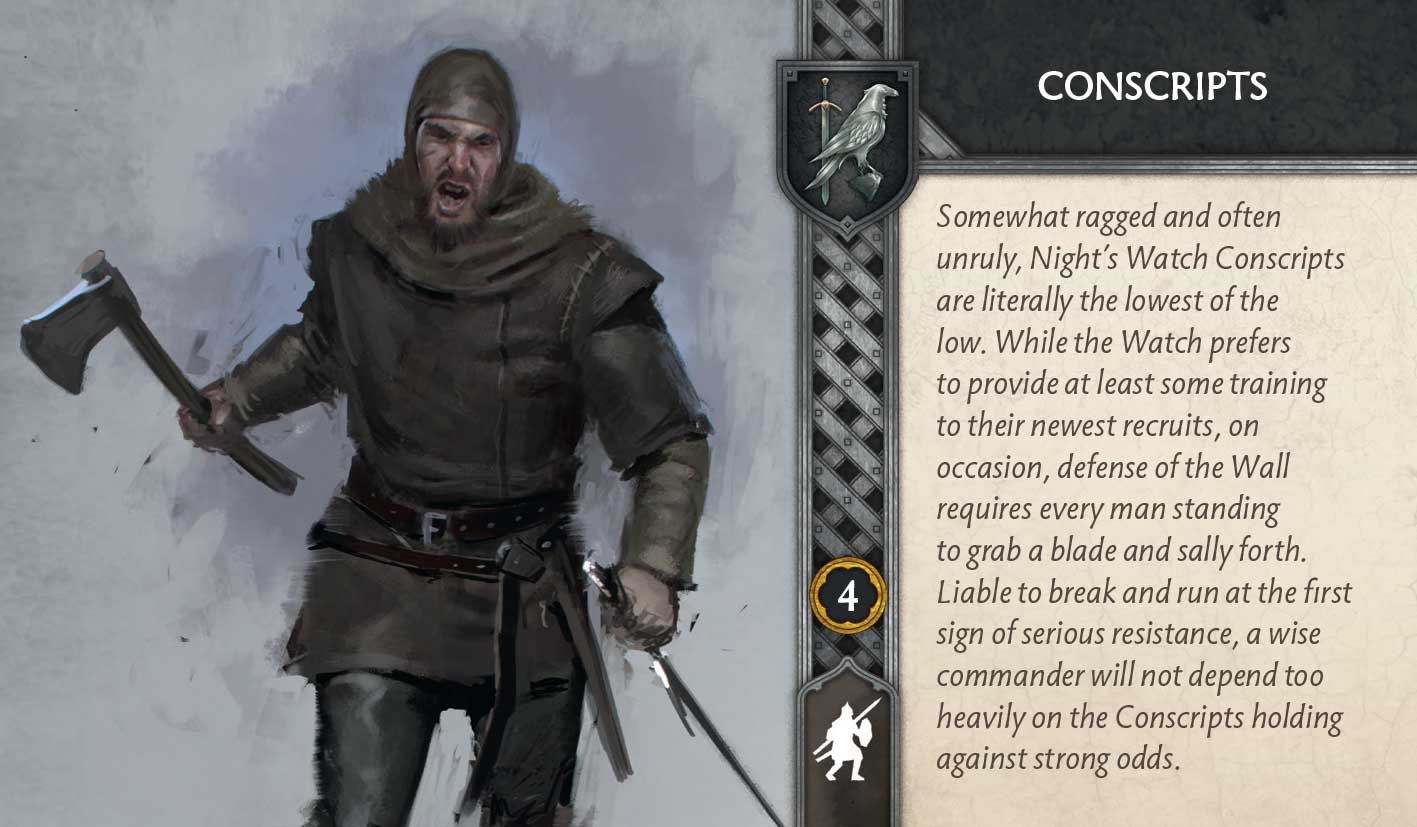 CONSCRIPTS
Somewhat ragged and often
unruly, Night's Watch Conscripts
are literally the lowest of the
low. While the Watch prefers
to provide at least some training
to their newest recruits, on
occasion, defense of the Wall
requires every man standing
to grab a blade and sally forth.
Liable to break and run at the first
sign of serious resistance, a wise
commander will not depend too
heavily on the Conscripts holding
against strong odds.
4